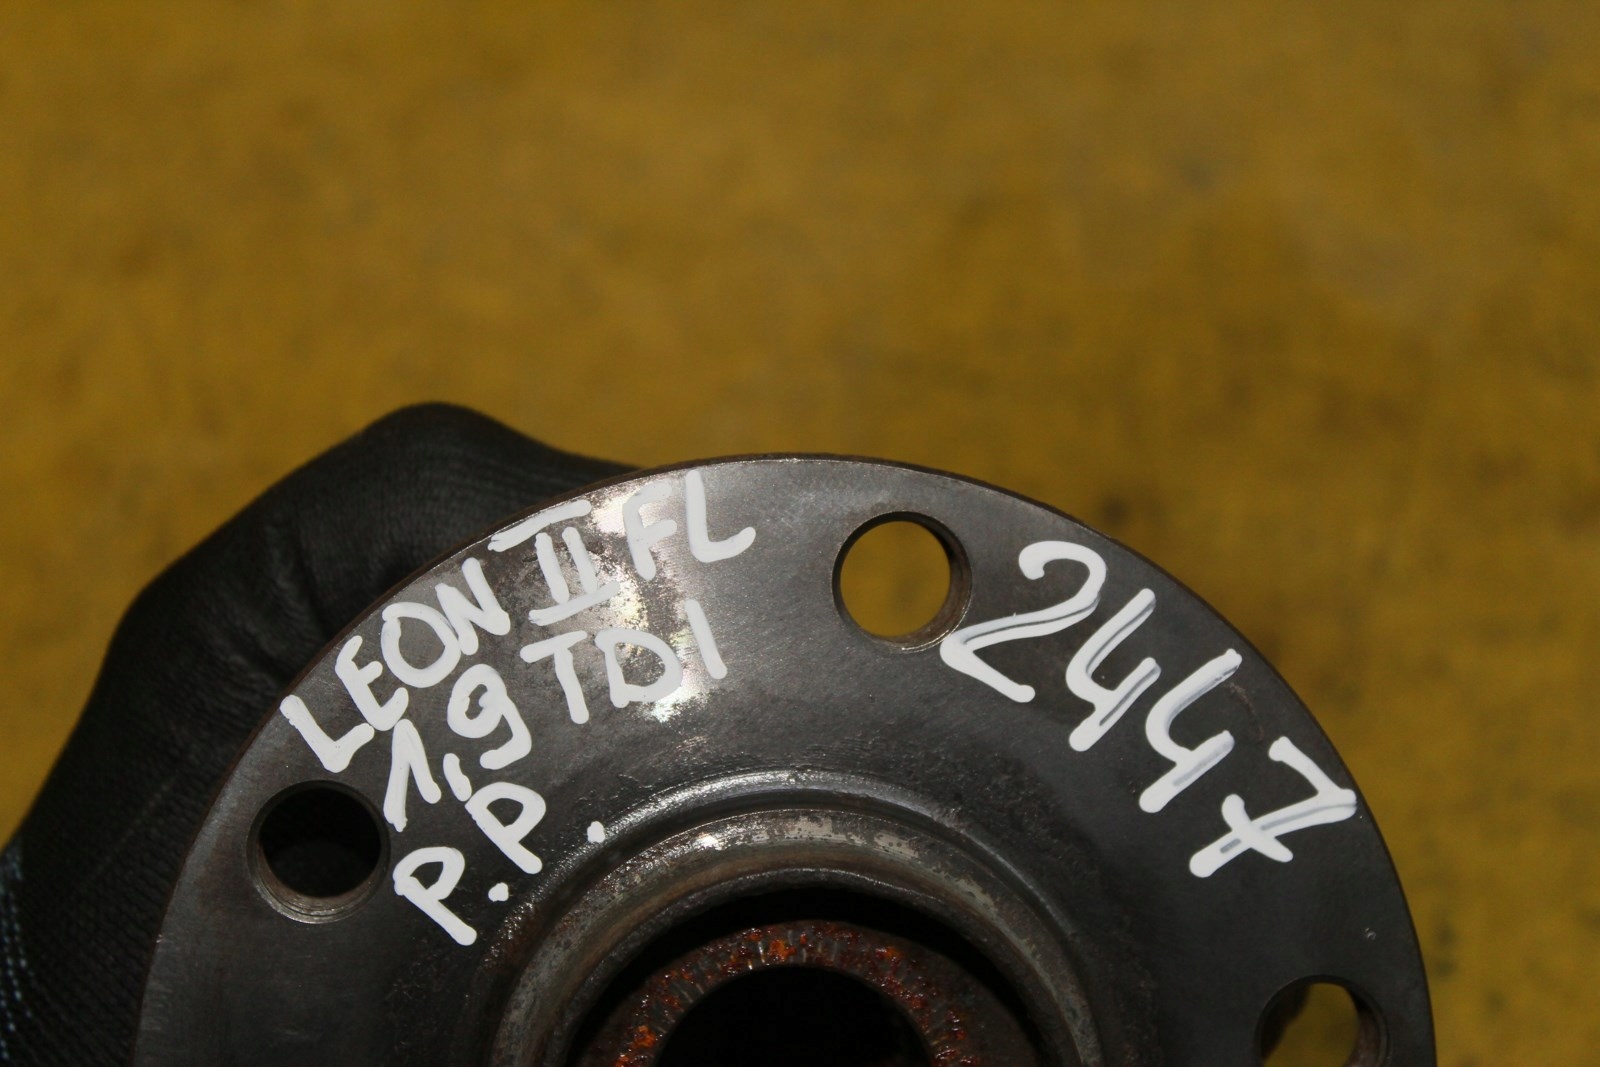 LEON II FL
1,9 TDI
P.P.
2447